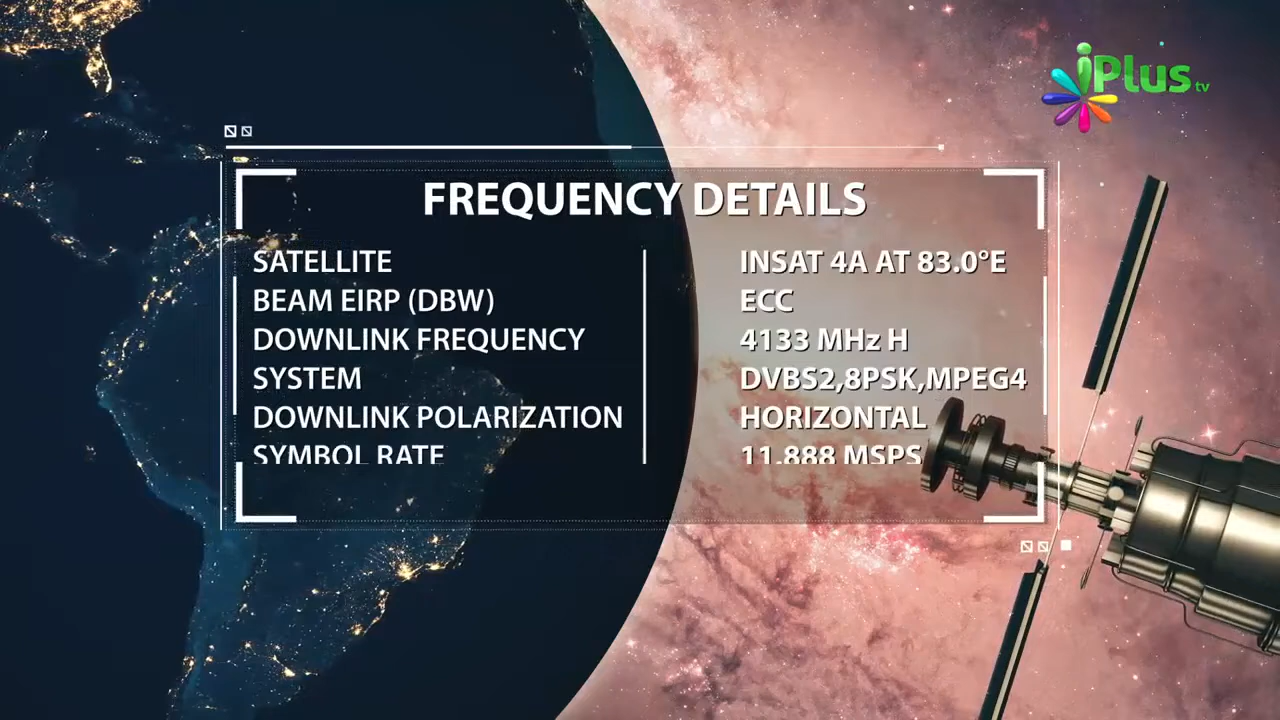 iPlus tv
FREQUENCY DETAILS
SATELLITE INSAT 4A AT 83.0°E
BEAM EIRP (DBW) ECC
DOWNLINK FREQUENCY 4133 MHz H
SYSTEM DVBS2,8PSK,MPEG4
DOWNLINK POLARIZATION HORIZONTAL
SYMBOL RATE 11.888 MSPS